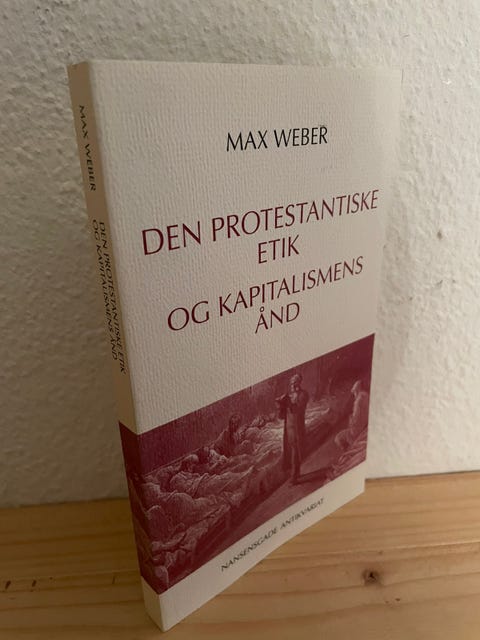 MAX WEBER
DEN PROTESTANTISKE
ETIK
OG KAPITALISMENS
ÅND
NANSENSGADE ANTIKVARIAT
MAX WEBER
DEN PROTESTANTISKE ETIK
OG KAPITALISMENS ÅND